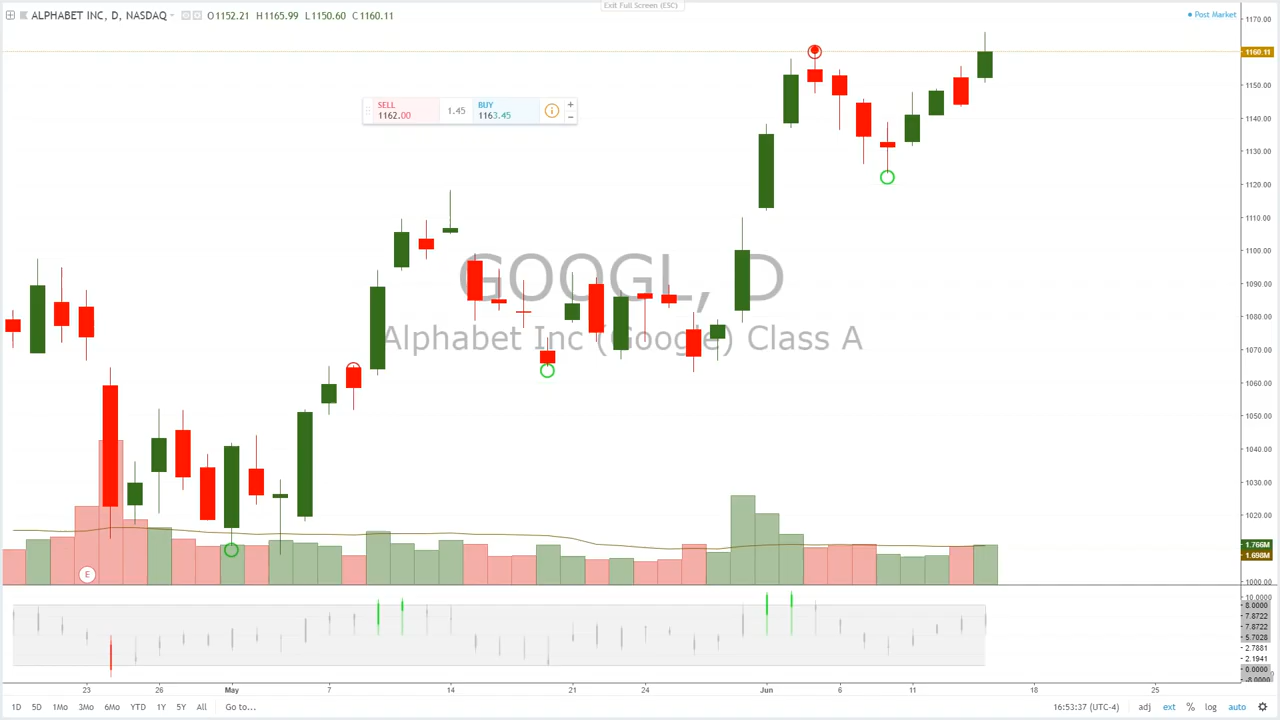 Exit Full Screen (ESC)
ALPHABET INC, D, NASDAQ O1152.21 H1165.99 L1150.60 C1160.11
Post Market
1170.00
1160.11
1150.00
SELL
1162.00
1.45
BUY
1163.45
1140.00
1130.00
1120.00
1110.00
1100.00
GOOGL, D
1090.00
1080.00
Alphabet Inc (Google) Class A
1070.00
1060.00
1050.00
1040.00
1030.00
1020.00
1.766M
1.698M
E
1000.00
10.0000
8.0000
7.8722
7.8722
5.7028
2.7881
2.1941
0.0000
-8.0000
23 26 May 7 14 21 24 Jun 6 11 18 25
1D 5D 1Mo 3Mo 6Mo YTD 1Y 5Y All Go to... 16:53:37 (UTC-4) adj ext % log auto